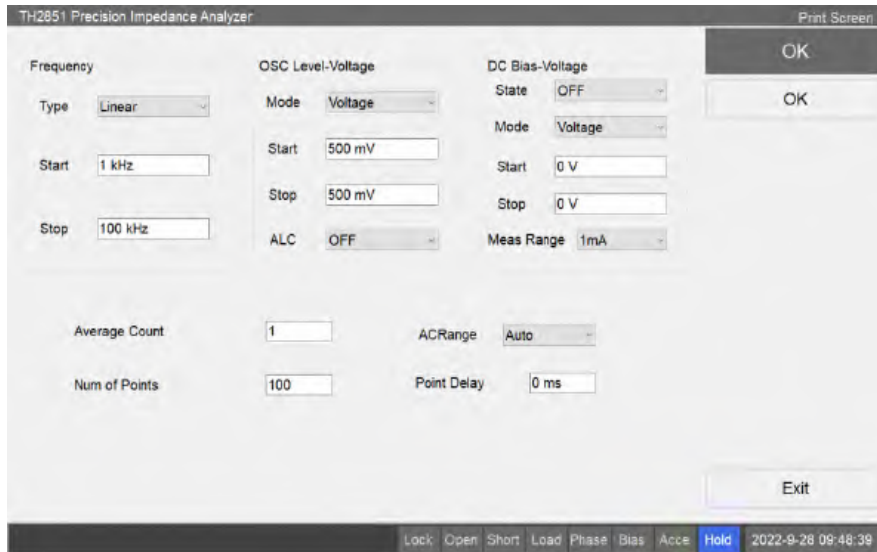 TH2851 Precision Impedance Analyzer
Print Screen
Frequency
Type Linear
Start 1 kHz
Stop 100 kHz
OSC Level-Voltage
Mode Voltage
Start 500 mV
Stop 500 mV
ALC OFF
DC Bias-Voltage
State OFF
Mode Voltage
Start 0 V
Stop 0 V
Meas Range 1mA
Average Count 1
ACRange Auto
Num of Points 100
Point Delay 0 ms
OK
OK
Exit
Lock Open Short Load Phase Bias Acce Hold 2022-9-28 09:48:39